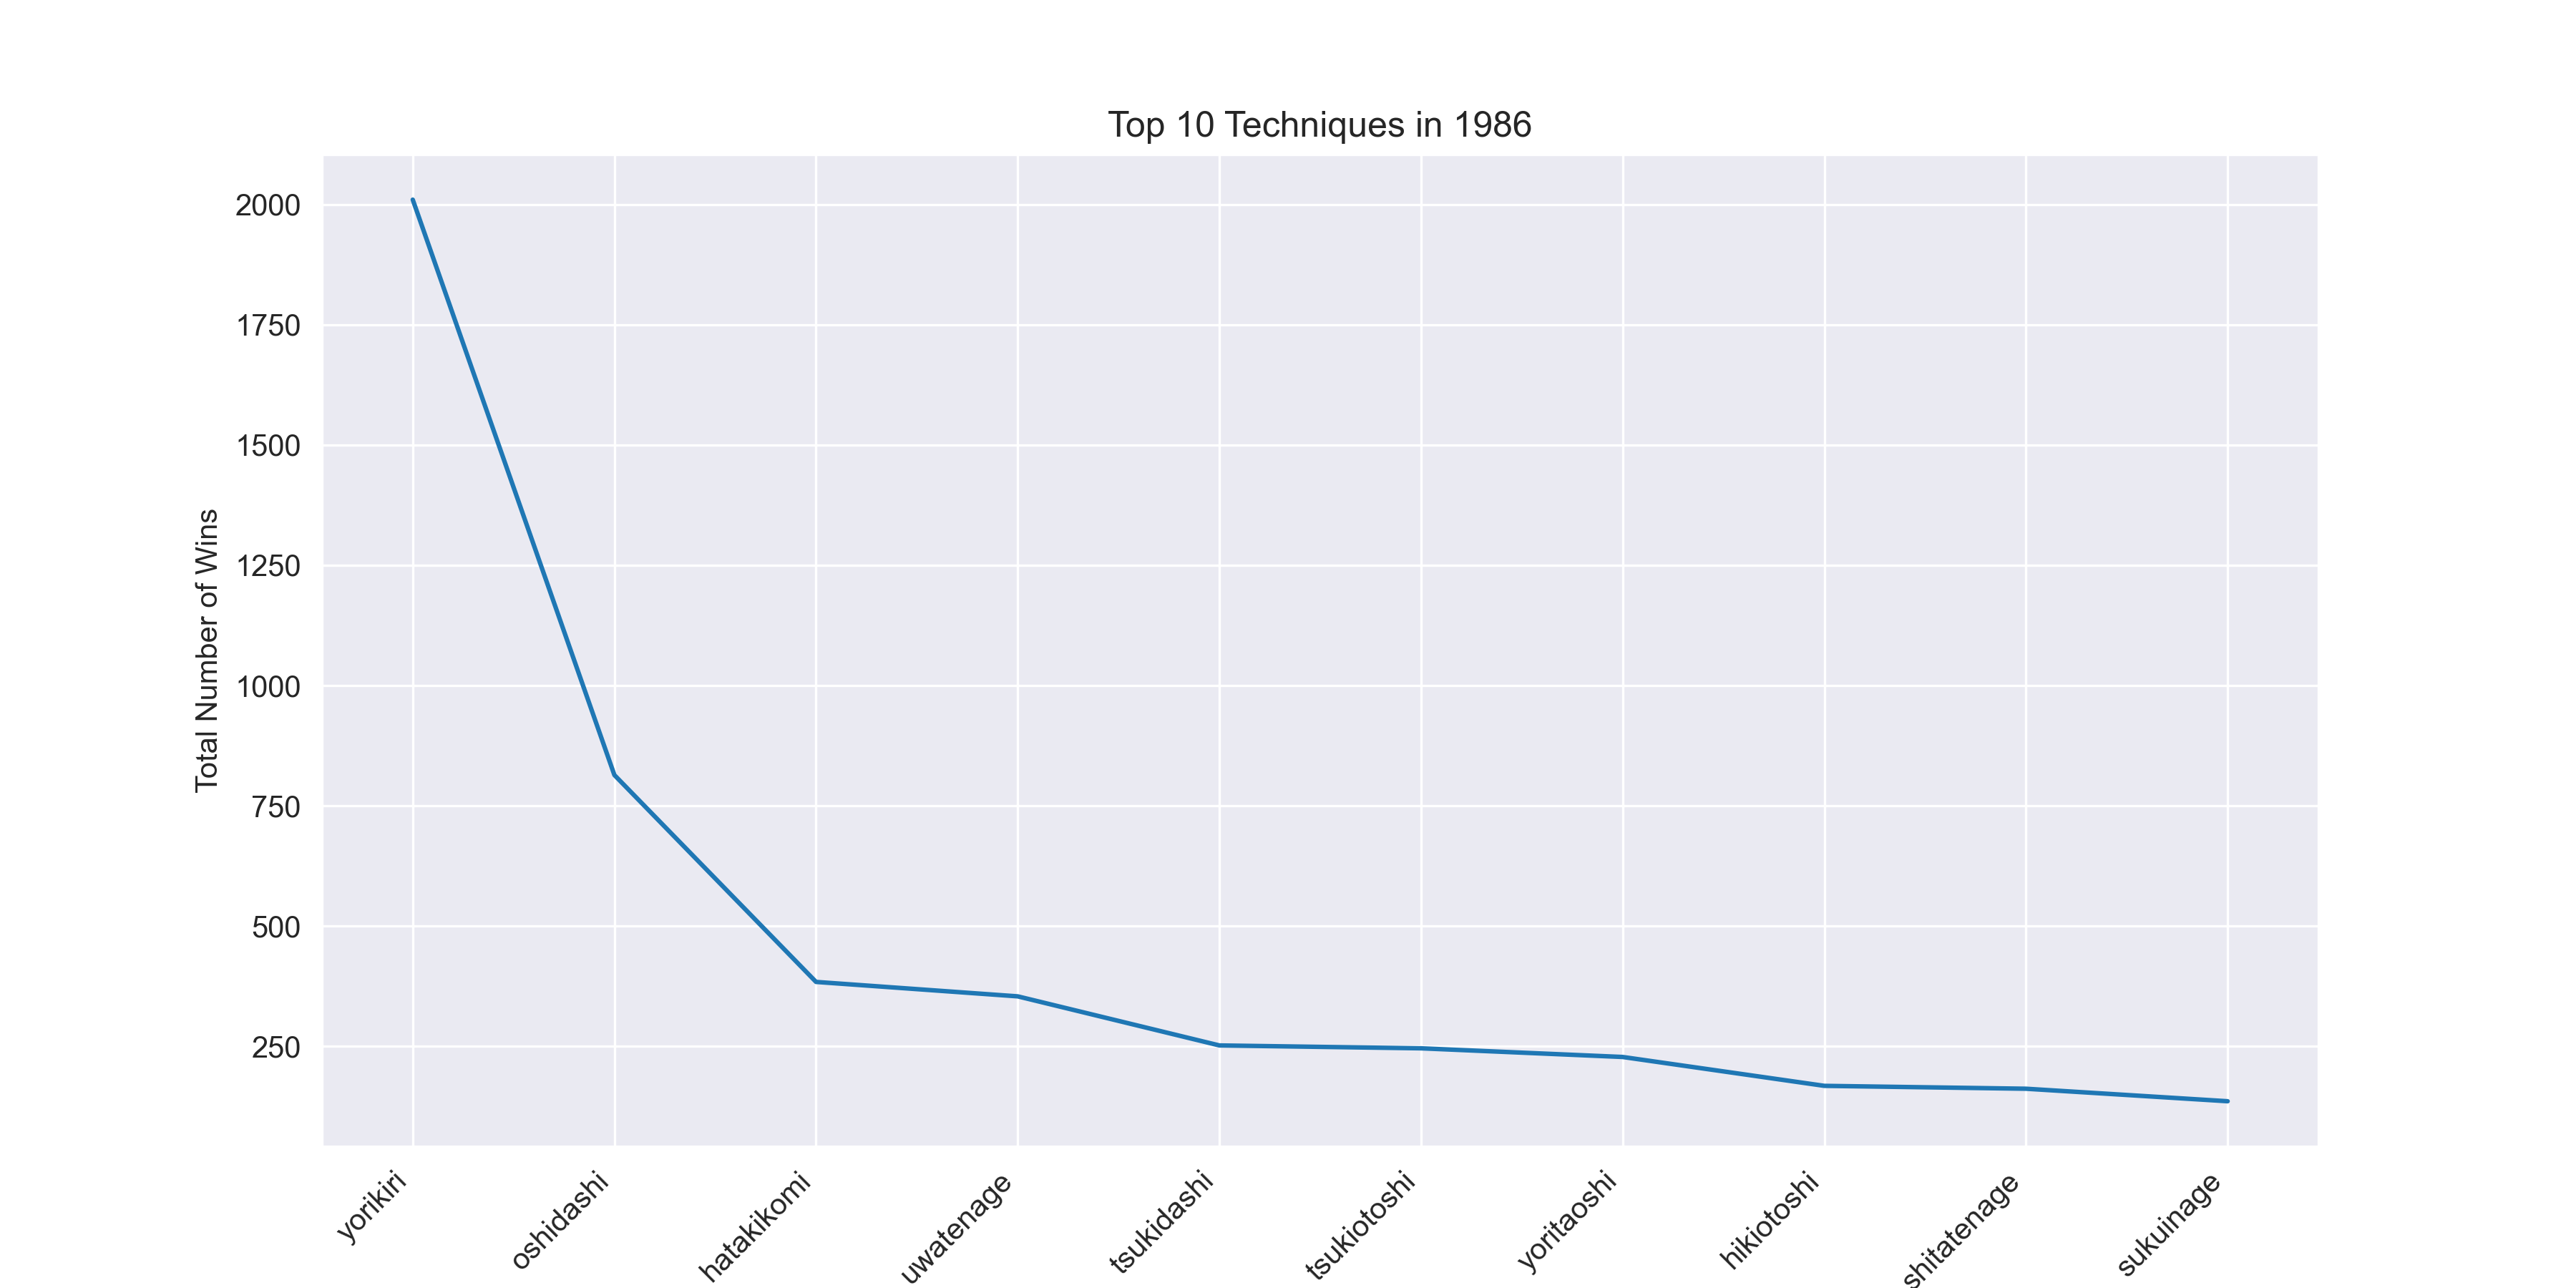 Top 10 Techniques in 1986
Total Number of Wins
2000
1750
1500
1250
1000
750
500
250
yorikiri
oshidashi
hatakikomi
uwatenage
tsukidashi
tsukiotoshi
yoritaoshi
hikiotoshi
shitatenage
sukuinage